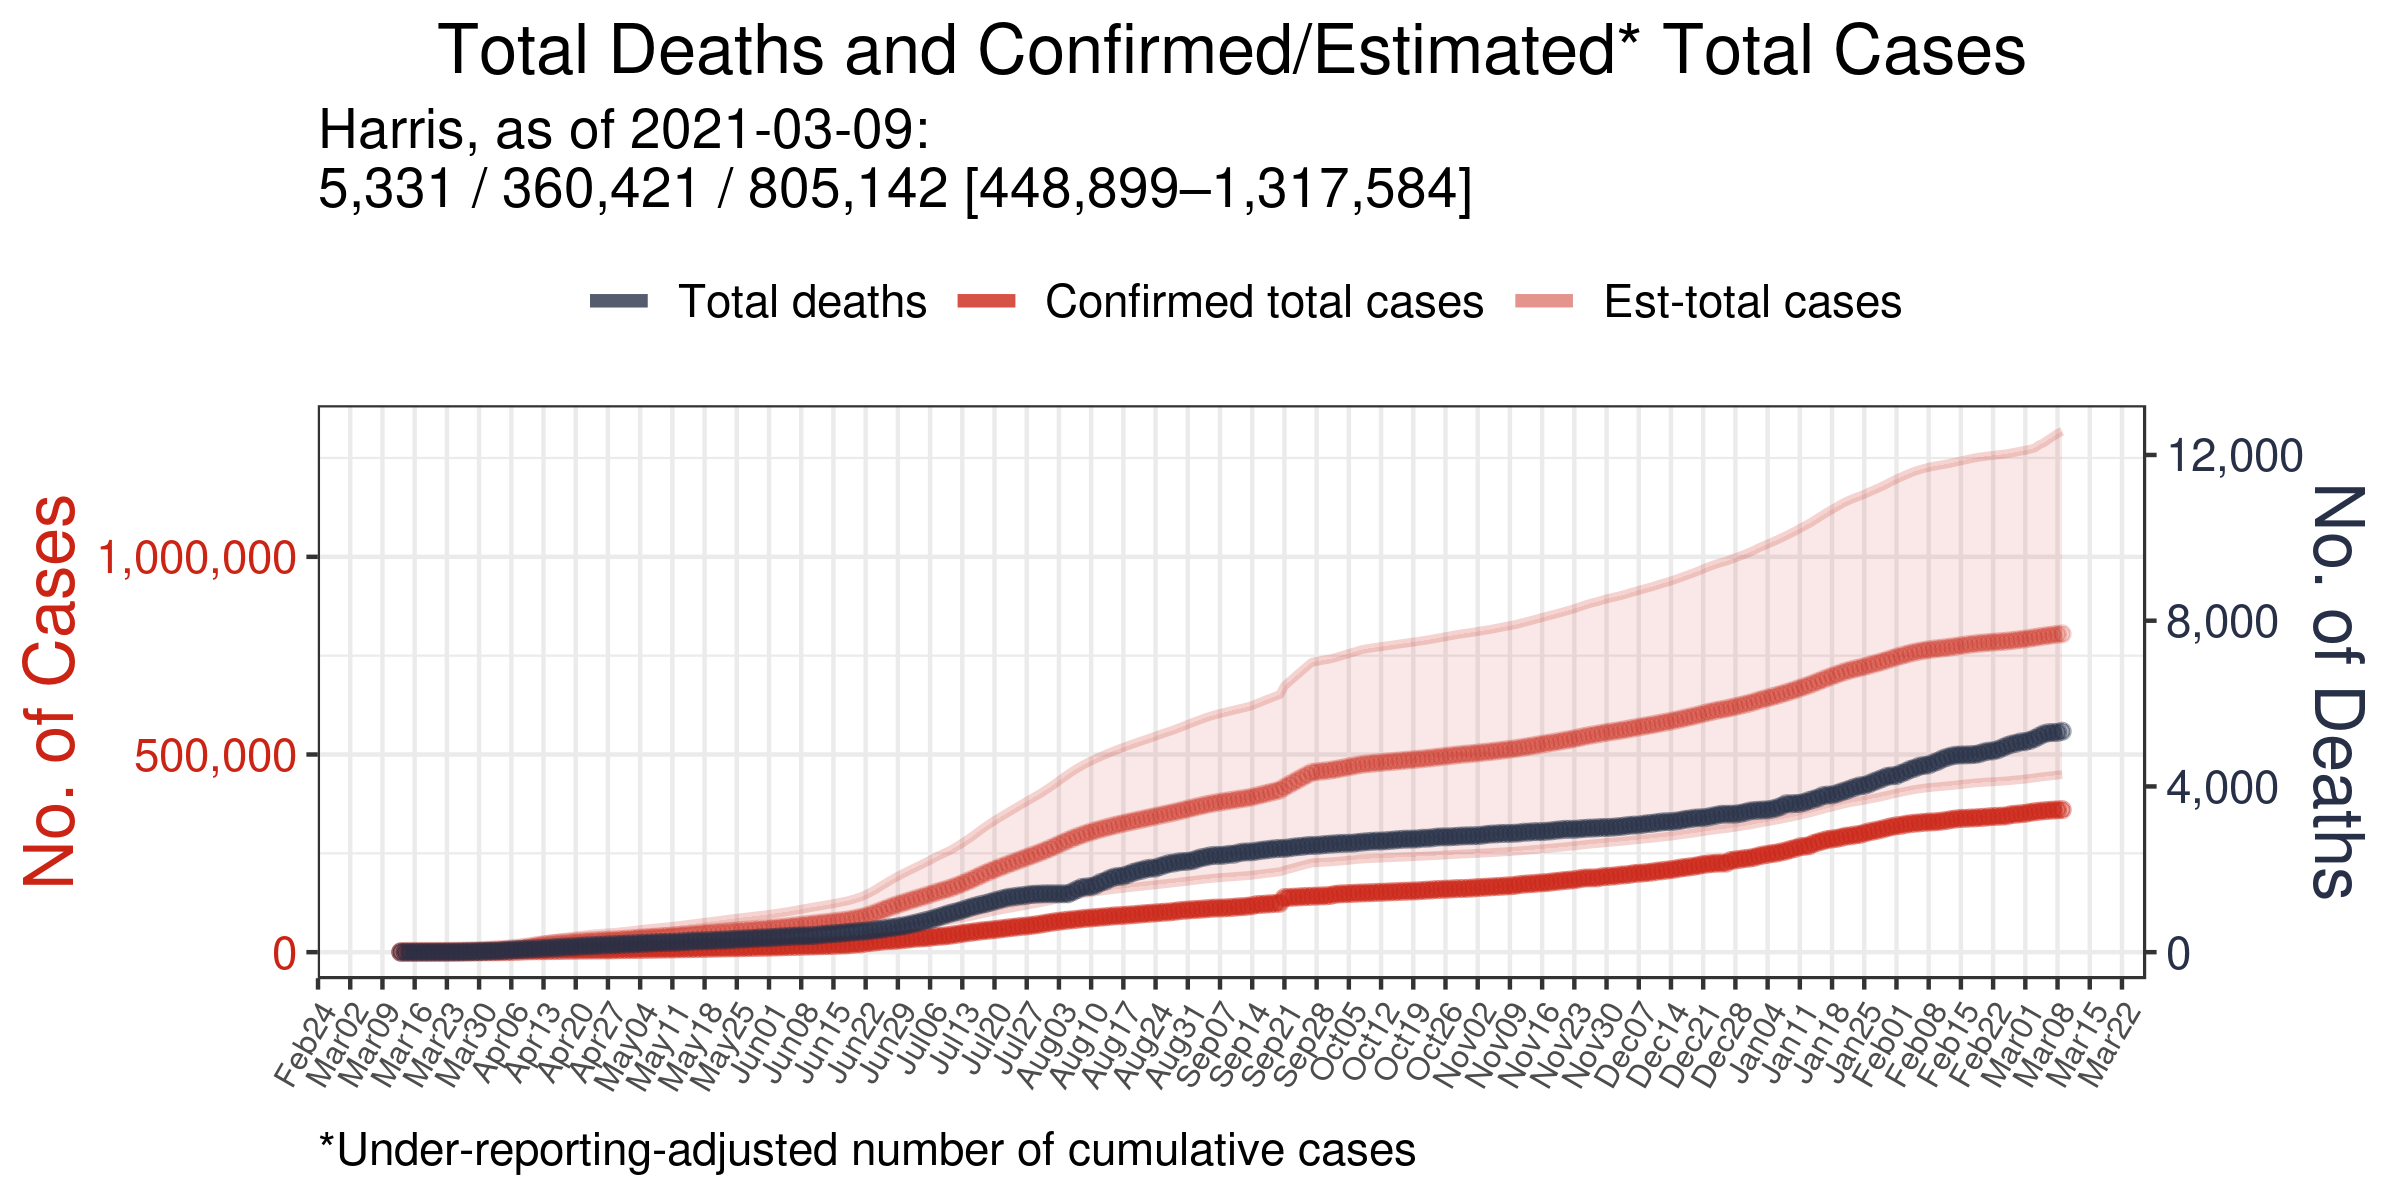 Total Deaths and Confirmed/Estimated* Total Cases
Harris, as of 2021-03-09:
5,331 / 360,421 / 805,142 [448,899–1,317,584]
Total deaths
Confirmed total cases
Est-total cases
No. of Cases
1,000,000
500,000
0
12,000
8,000
4,000
0
No. of Deaths
Feb24
Mar02
Mar09
Mar16
Mar23
Mar30
Apr06
Apr13
Apr20
Apr27
May04
May11
May18
May25
Jun01
Jun08
Jun15
Jun22
Jun29
Jul06
Jul13
Jul20
Jul27
Aug03
Aug10
Aug17
Aug24
Aug31
Sep07
Sep14
Sep21
Sep28
Oct05
Oct12
Oct19
Oct26
Nov02
Nov09
Nov16
Nov23
Nov30
Dec07
Dec14
Dec21
Dec28
Jan04
Jan11
Jan18
Jan25
Feb01
Feb08
Feb15
Feb22
Mar01
Mar08
Mar15
Mar22
*Under-reporting-adjusted number of cumulative cases